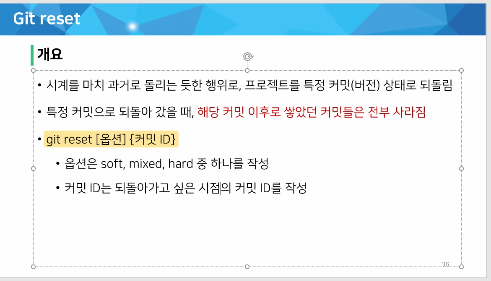 Git reset
개요
• 시계를 마치 과거로 돌리는 듯한 행위로, 프로젝트를 특정 커밋(버전) 상태로 되돌림
• 특정 커밋으로 되돌아 갔을 때, 해당 커밋 이후로 쌓았던 커밋들은 전부 사라짐
• git reset [옵션] {커밋 ID}
• 옵션은 soft, mixed, hard 중 하나를 작성
• 커밋 ID는 되돌아가고 싶은 시점의 커밋 ID를 작성